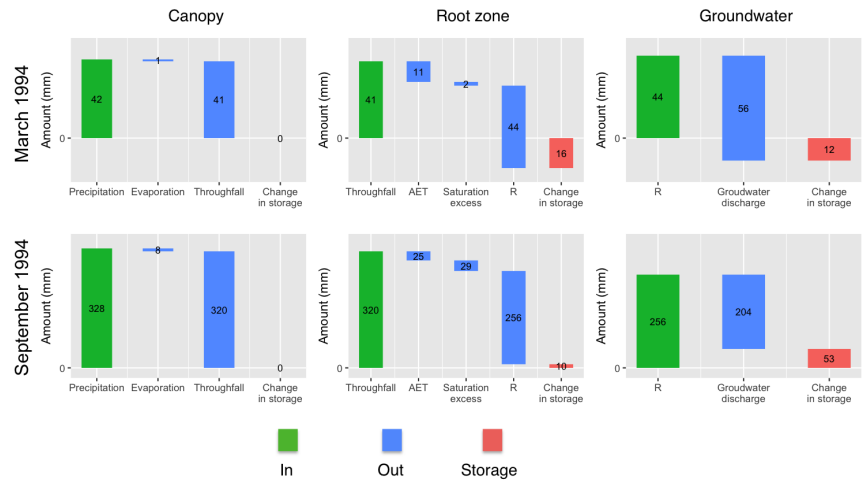 Canopy
Root zone
Groundwater
March 1994
Amount (mm)
0
42
1
41
0
Precipitation
Evaporation
Throughfall
Change
in storage
Amount (mm)
0
41
11
2
44
16
Throughfall
AET
Saturation
excess
R
Change
in storage
Amount (mm)
0
44
56
12
R
Groudwater
discharge
Change
in storage
September 1994
Amount (mm)
0
328
8
320
0
Precipitation
Evaporation
Throughfall
Change
in storage
Amount (mm)
0
320
25
29
256
10
Throughfall
AET
Saturation
excess
R
Change
in storage
Amount (mm)
0
256
204
53
R
Groudwater
discharge
Change
in storage
In
Out
Storage